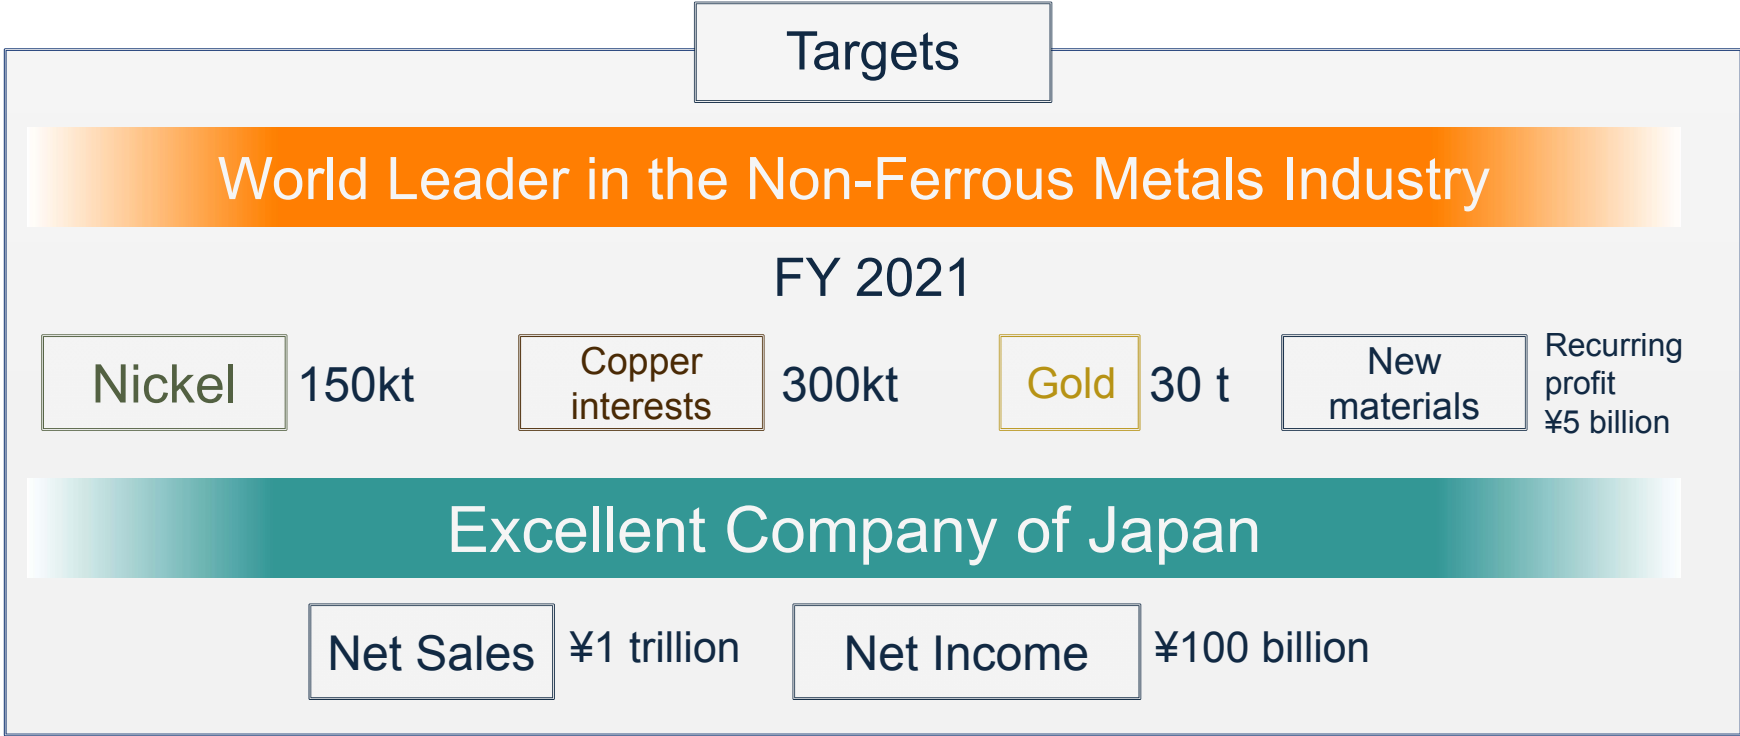 Targets
World Leader in the Non-Ferrous Metals Industry
FY 2021
Nickel
150kt
Copper
interests
300kt
Gold
30 t
New
materials
Recurring
profit
¥5 billion
Excellent Company of Japan
Net Sales
¥1 trillion
Net Income
¥100 billion